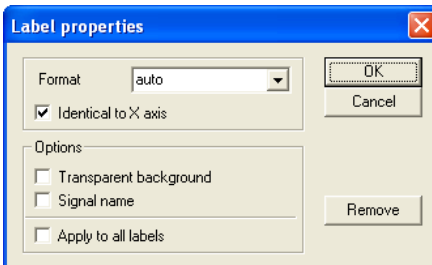 Label properties
Format auto
Identical to X axis
OK
Cancel
Options
Transparent background
Signal name
Apply to all labels
Remove